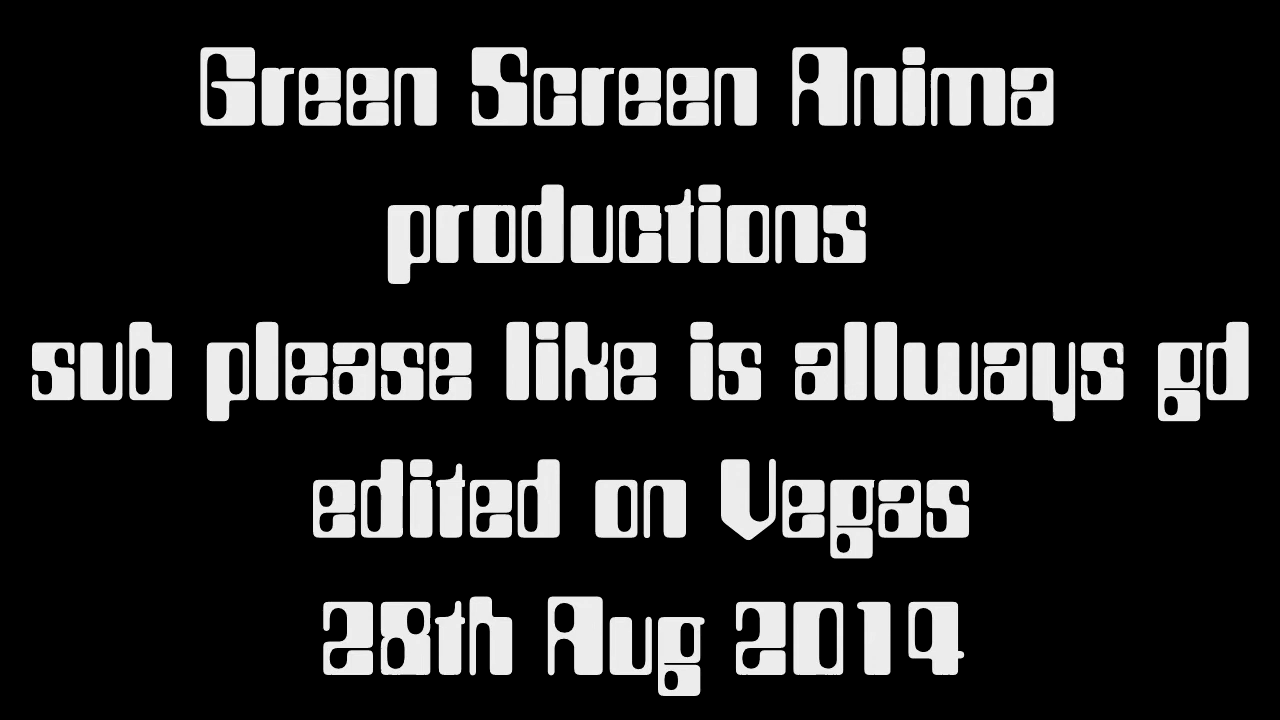 Green Screen Anima
productions
sub please like is allways gd
edited on Vegas
28th Aug 2014